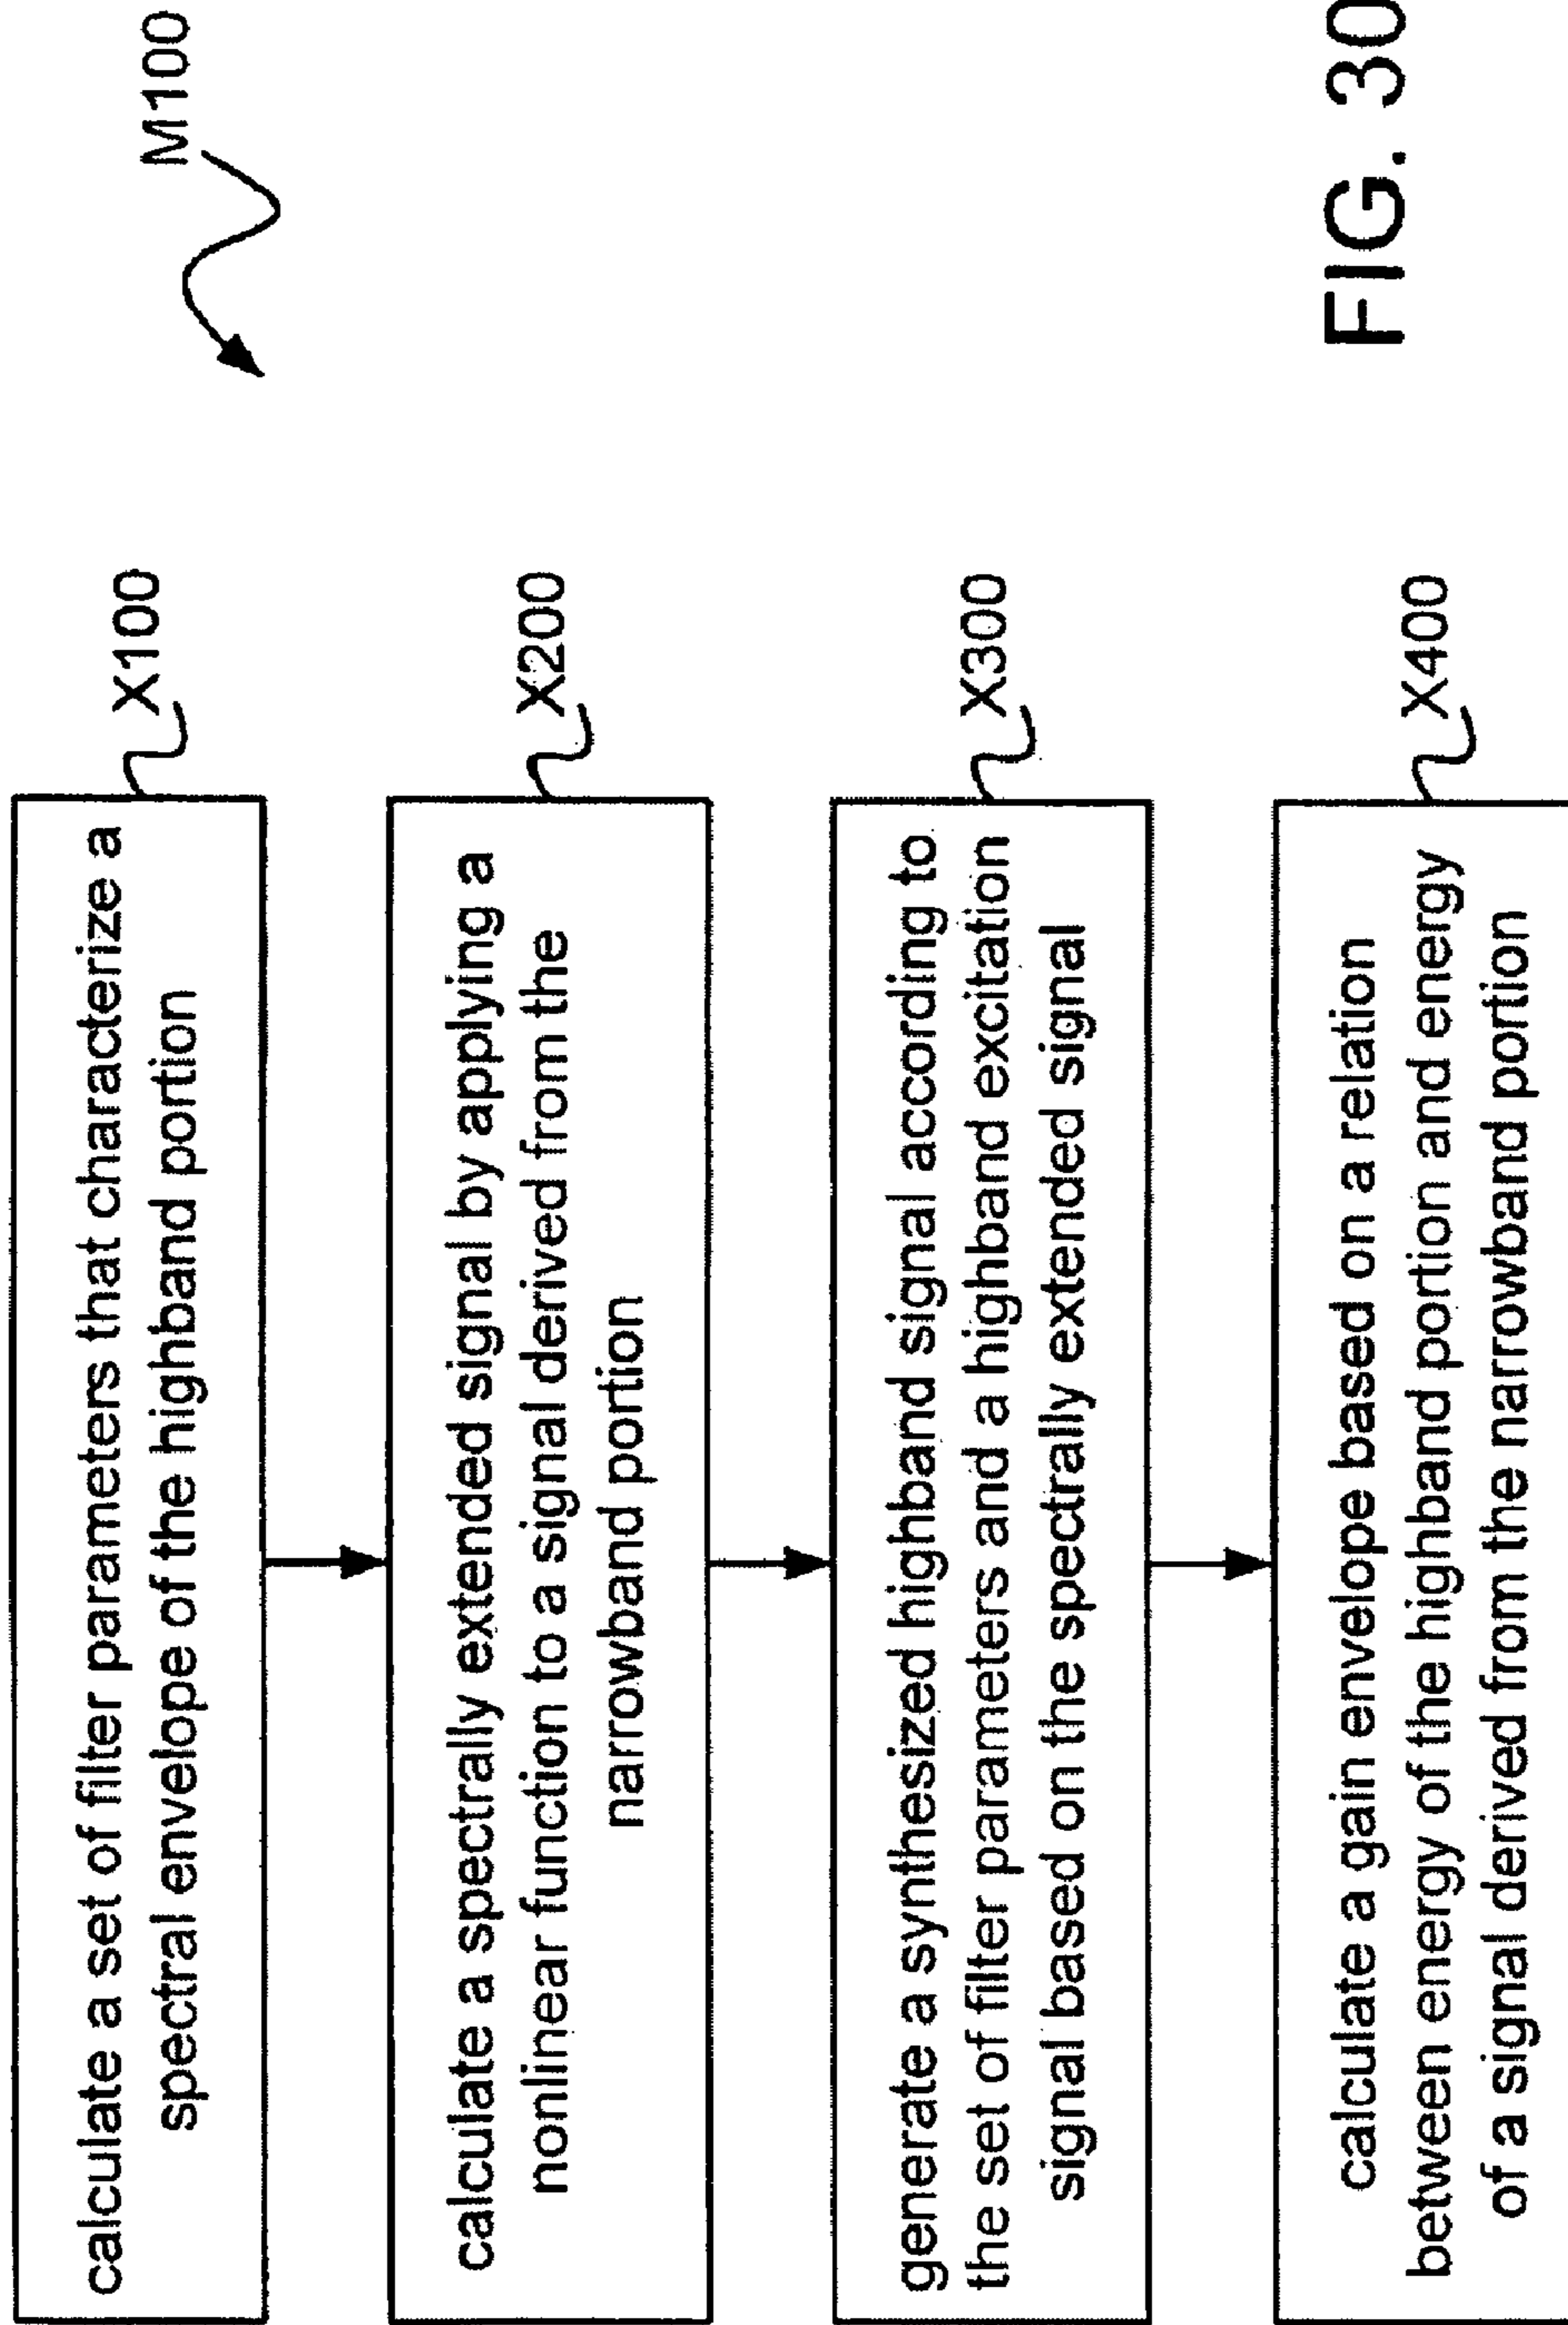 M100
calculate a set of filter parameters that characterize a
spectral envelope of the highband portion
X100
calculate a spectrally extended signal by applying a
nonlinear function to a signal derived from the
narrowband portion
X200
generate a synthesized highband signal according to
the set of filter parameters and a highband excitation
signal based on the spectrally extended signal
X300
calculate a gain envelope based on a relation
between energy of the highband portion and energy
of a signal derived from the narrowband portion
X400
FIG. 30